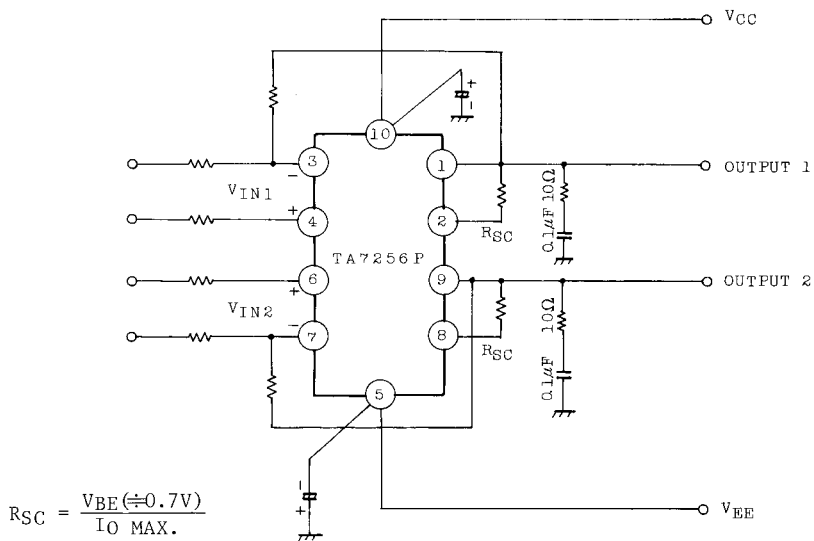 VCC
+
-
10
3
1
-
OUTPUT 1
VIN1
10Ω
0.1μF
+
4
2
RSC
TA7256P
6
9
OUTPUT 2
+
VIN2
10Ω
0.1μF
-
7
8
RSC
5
-
+
RSC = VBE(≒0.7V) / IO MAX.
VEE